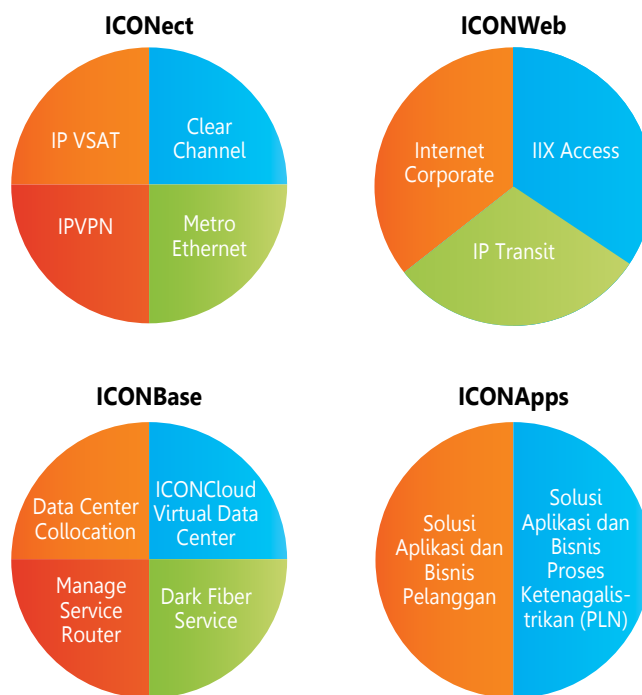 ICONect
IP VSAT
Clear
Channel
IPVPN
Metro
Ethernet
ICONWeb
Internet
Corporate
IIX Access
IP Transit
ICONBase
Data Center
Collocation
ICONCloud
Virtual Data
Center
Manage
Service
Router
Dark Fiber
Service
ICONApps
Solusi
Aplikasi dan
Bisnis
Pelanggan
Solusi
Aplikasi dan
Bisnis
Proses
Ketenagalis-
trikan (PLN)